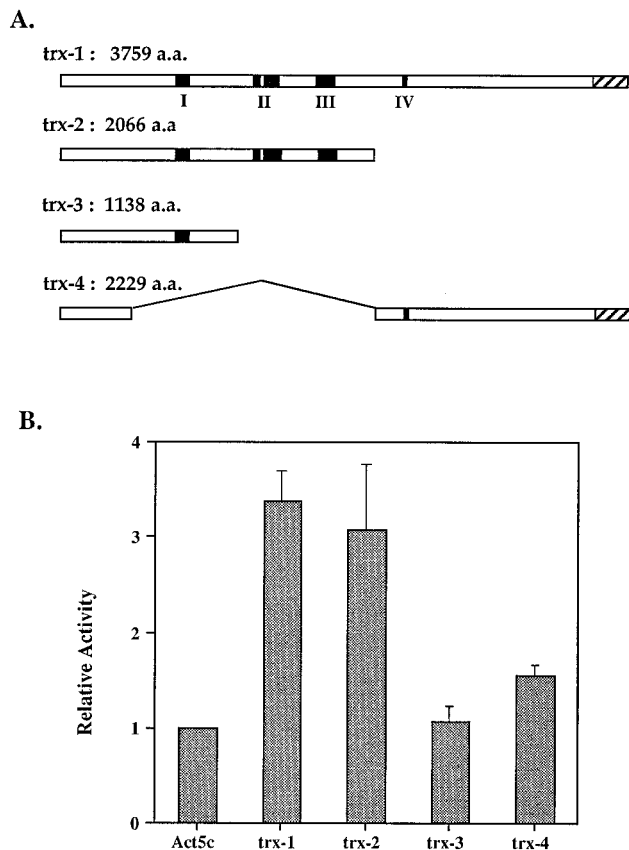 A.
trx-1 : 3759 a.a.
I II III IV
trx-2 : 2066 a.a
trx-3 : 1138 a.a.
trx-4 : 2229 a.a.
B.
Relative Activity
4
3
2
1
0
Act5c trx-1 trx-2 trx-3 trx-4